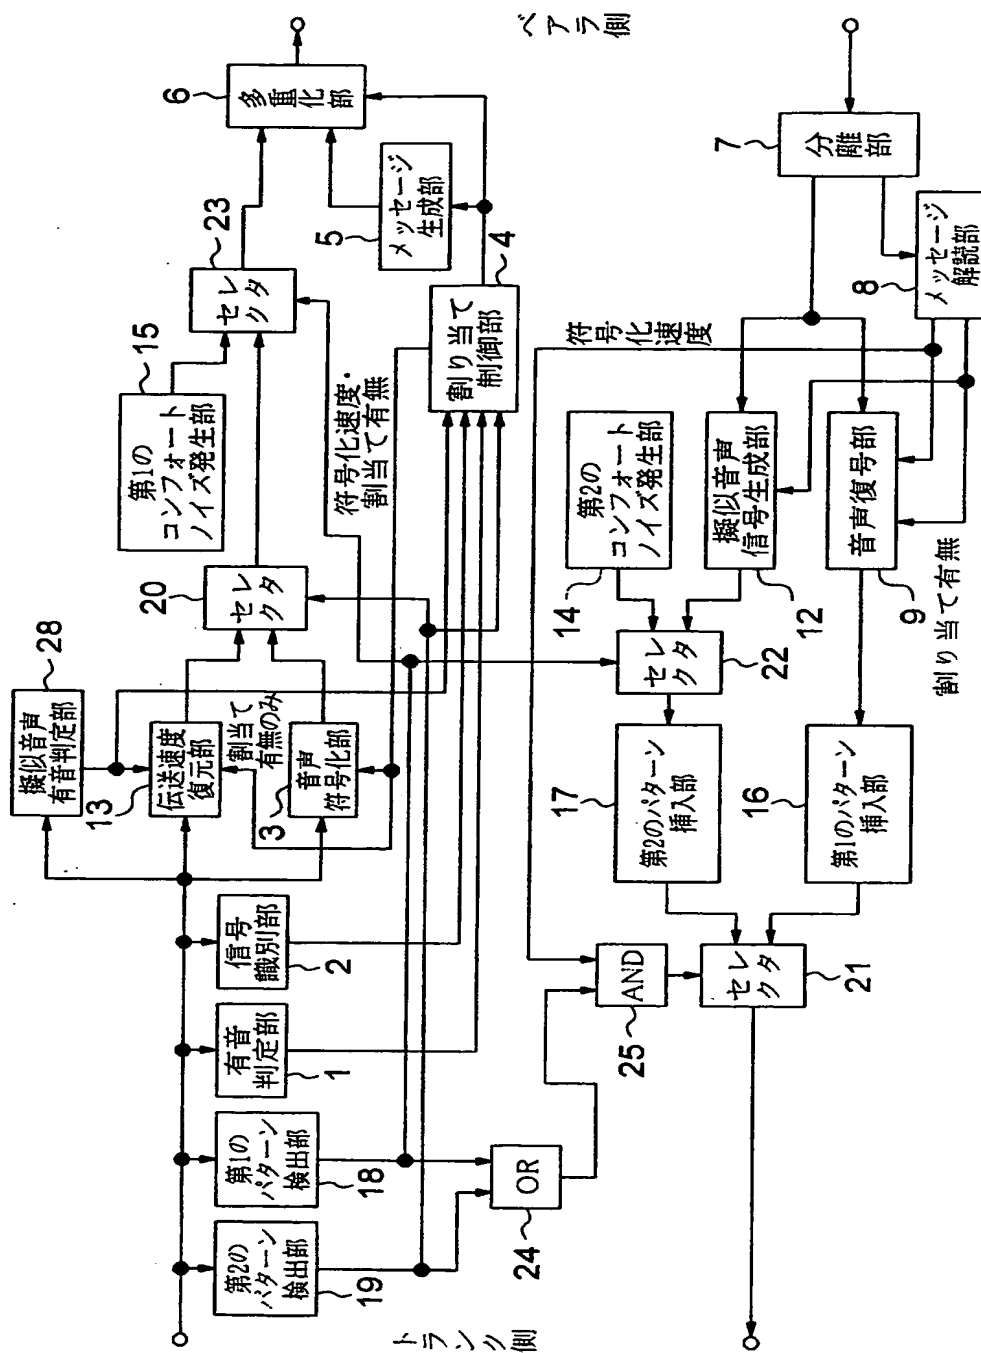 トランク側
第2の
パターン
検出部
19
第1の
パターン
検出部
18
有音
判定部
1
信号
識別部
2
擬似音声
有音判定部
28
伝送速度
復元部
13
割当て
有無のみ
音声
符号化部
3
セレ
クタ
20
第1の
コンフォート
ノイズ発生部
15
セレ
クタ
23
符号化速度・
割当て有無
割り当て
制御部
4
メッセージ
生成部
5
多重
化部
6
ベアラ側
OR
24
AND
25
セレ
クタ
21
第2のパターン
挿入部
17
第1のパターン
挿入部
16
セレ
クタ
22
第2の
コンフォート
ノイズ発生部
14
擬似音声
信号生成部
12
音声復号部
9
割り当て有無
符号化
速度
メッセージ
解読部
8
分離
部
7